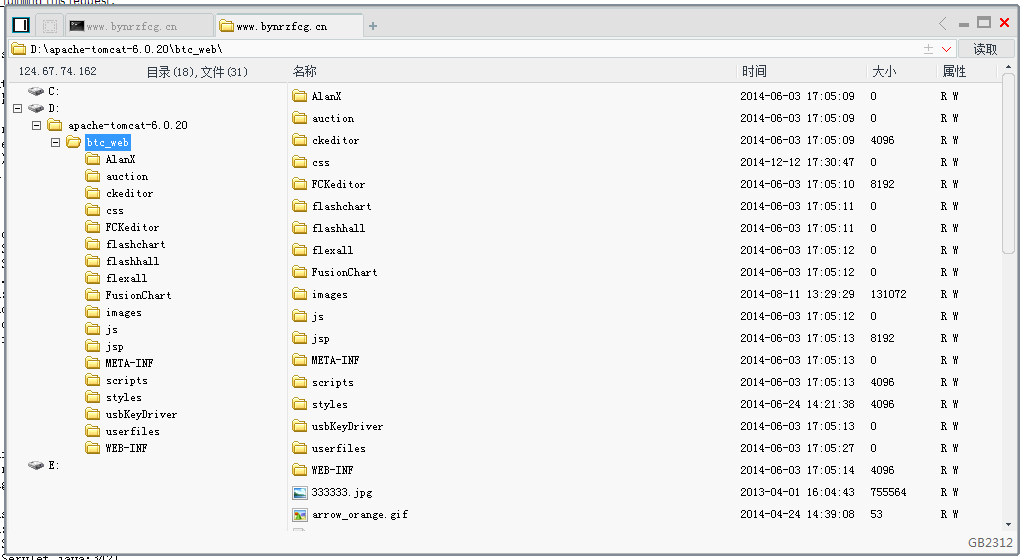 www.bynrzfcg.cn www.bynrzfcg.cn +
D:\apache-tomcat-6.0.20\btc_web\ 读取
124.67.74.162 目录(18),文件(31) 名称 时间 大小 属性
C:
D:
apache-tomcat-6.0.20
btc_web
AlanX
auction
ckeditor
css
FCKeditor
flashchart
flashhall
flexall
FusionChart
images
js
jsp
META-INF
scripts
styles
usbKeyDriver
userfiles
WEB-INF
E:
AlanX 2014-06-03 17:05:09 0 R W
auction 2014-06-03 17:05:09 0 R W
ckeditor 2014-06-03 17:05:09 4096 R W
css 2014-12-12 17:30:47 0 R W
FCKeditor 2014-06-03 17:05:10 8192 R W
flashchart 2014-06-03 17:05:11 0 R W
flashhall 2014-06-03 17:05:11 0 R W
flexall 2014-06-03 17:05:12 0 R W
FusionChart 2014-06-03 17:05:12 0 R W
images 2014-08-11 13:29:29 131072 R W
js 2014-06-03 17:05:12 0 R W
jsp 2014-06-03 17:05:13 8192 R W
META-INF 2014-06-03 17:05:13 0 R W
scripts 2014-06-03 17:05:13 4096 R W
styles 2014-06-24 14:21:38 4096 R W
usbKeyDriver 2014-06-03 17:05:13 0 R W
userfiles 2014-06-03 17:05:27 0 R W
WEB-INF 2014-06-03 17:05:14 4096 R W
333333.jpg 2013-04-01 16:04:43 755564 R W
arrow_orange.gif 2014-04-24 14:39:08 53 R W
GB2312